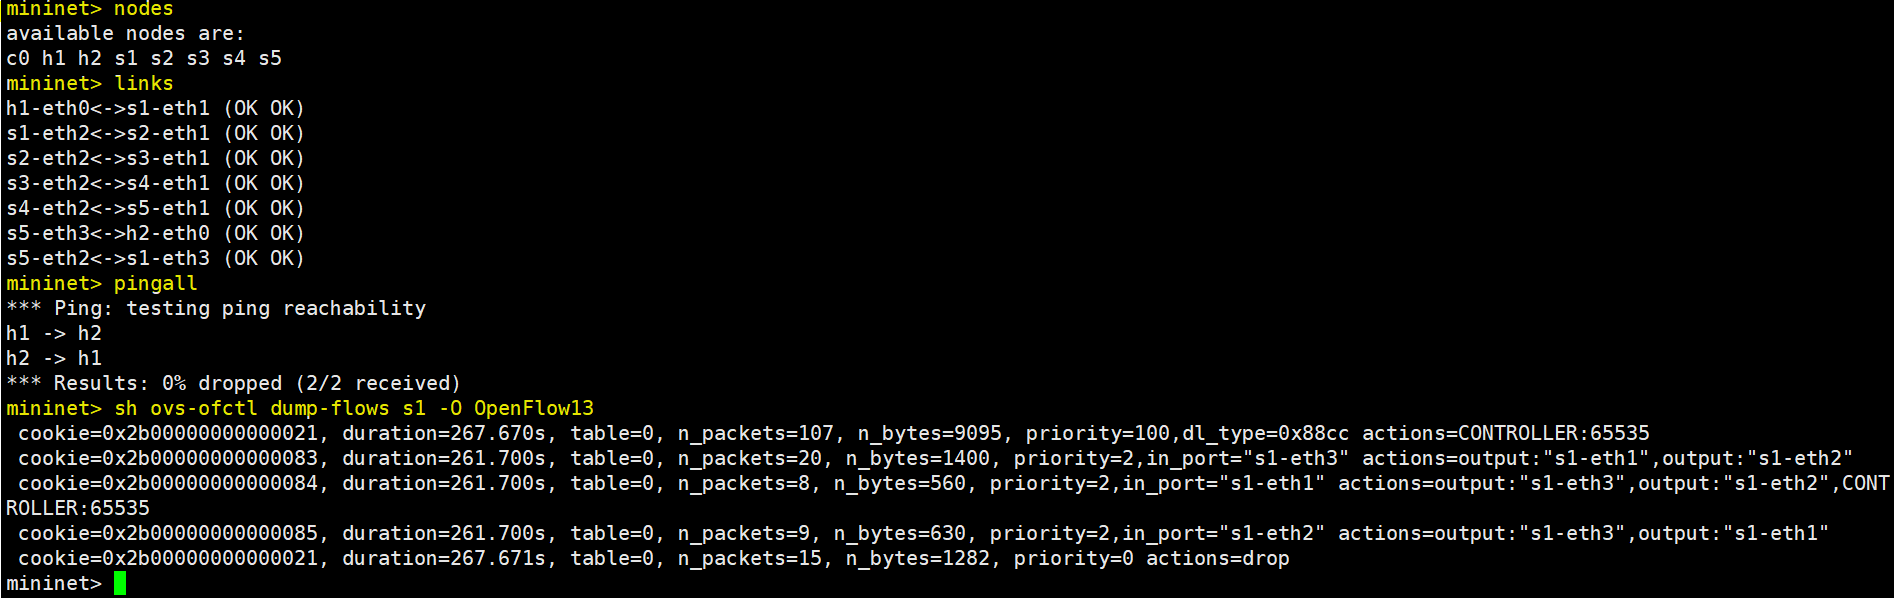 mininet> nodes
available nodes are:
c0 h1 h2 s1 s2 s3 s4 s5
mininet> links
h1-eth0<->s1-eth1 (OK OK)
s1-eth2<->s2-eth1 (OK OK)
s2-eth2<->s3-eth1 (OK OK)
s3-eth2<->s4-eth1 (OK OK)
s4-eth2<->s5-eth1 (OK OK)
s5-eth3<->h2-eth0 (OK OK)
s5-eth2<->s1-eth3 (OK OK)
mininet> pingall
*** Ping: testing ping reachability
h1 -> h2
h2 -> h1
*** Results: 0% dropped (2/2 received)
mininet> sh ovs-ofctl dump-flows s1 -O OpenFlow13
 cookie=0x2b00000000000021, duration=267.670s, table=0, n_packets=107, n_bytes=9095, priority=100,dl_type=0x88cc actions=CONTROLLER:65535
 cookie=0x2b00000000000083, duration=261.700s, table=0, n_packets=20, n_bytes=1400, priority=2,in_port="s1-eth3" actions=output:"s1-eth1",output:"s1-eth2"
 cookie=0x2b00000000000084, duration=261.700s, table=0, n_packets=8, n_bytes=560, priority=2,in_port="s1-eth1" actions=output:"s1-eth3",output:"s1-eth2",CONT
ROLLER:65535
 cookie=0x2b00000000000085, duration=261.700s, table=0, n_packets=9, n_bytes=630, priority=2,in_port="s1-eth2" actions=output:"s1-eth3",output:"s1-eth1"
 cookie=0x2b00000000000021, duration=267.671s, table=0, n_packets=15, n_bytes=1282, priority=0 actions=drop
mininet>